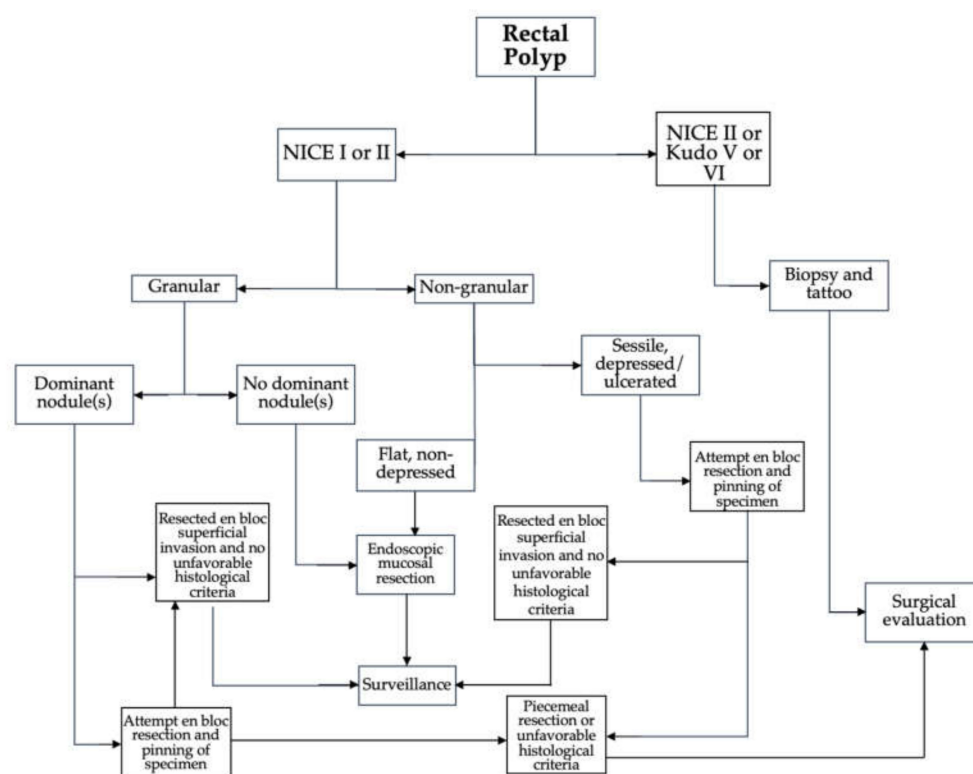 Rectal
Polyp
NICE I or II
NICE II or
Kudo V or
VI
Granular
Non-granular
Biopsy and
tattoo
Sessile,
depressed/
ulcerated
Dominant
nodule(s)
No dominant
nodule(s)
Flat, non-
depressed
Attempt en bloc
resection and
pinning of
specimen
Resected en bloc
superficial
invasion and no
unfavorable
histological
criteria
Endoscopic
mucosal
resection
Resected en bloc
superficial
invasion and no
unfavorable
histological
criteria
Surgical
evaluation
Surveillance
Attempt en bloc
resection and
pinning of
specimen
Piecemeal
resection or
unfavorable
histological
criteria